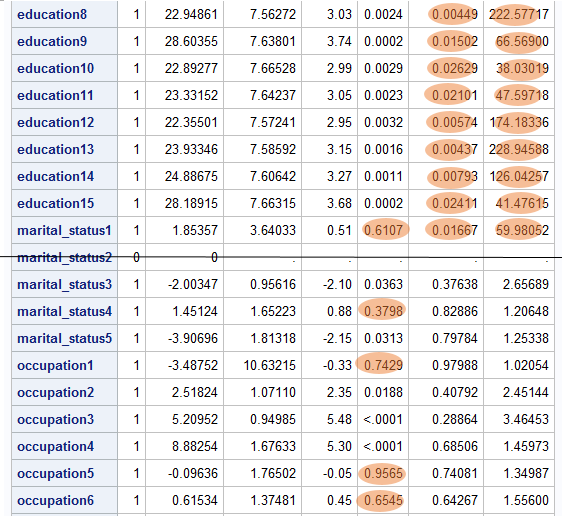 education8 1 22.94861 7.56272 3.03 0.0024 0.00449 222.57717
education9 1 28.60355 7.63801 3.74 0.0002 0.01502 66.56900
education10 1 22.89277 7.66528 2.99 0.0029 0.02629 38.03019
education11 1 23.33152 7.64237 3.05 0.0023 0.02101 47.59718
education12 1 22.35501 7.57241 2.95 0.0032 0.00574 174.18336
education13 1 23.93346 7.58592 3.15 0.0016 0.00437 228.94588
education14 1 24.88675 7.60642 3.27 0.0011 0.00793 126.04257
education15 1 28.18915 7.66315 3.68 0.0002 0.02411 41.47615
marital_status1 1 1.85357 3.64033 0.51 0.6107 0.01667 59.98052
marital_status2 0 0 . . . . .
marital_status3 1 -2.00347 0.95616 -2.10 0.0363 0.37638 2.65689
marital_status4 1 1.45124 1.65223 0.88 0.3798 0.82886 1.20648
marital_status5 1 -3.90696 1.81318 -2.15 0.0313 0.79784 1.25338
occupation1 1 -3.48752 10.63215 -0.33 0.7429 0.97988 1.02054
occupation2 1 2.51824 1.07110 2.35 0.0188 0.40792 2.45144
occupation3 1 5.20952 0.94985 5.48 <.0001 0.28864 3.46453
occupation4 1 8.88254 1.67633 5.30 <.0001 0.68506 1.45973
occupation5 1 -0.09636 1.76502 -0.05 0.9565 0.74081 1.34987
occupation6 1 0.61534 1.37481 0.45 0.6545 0.64267 1.55600